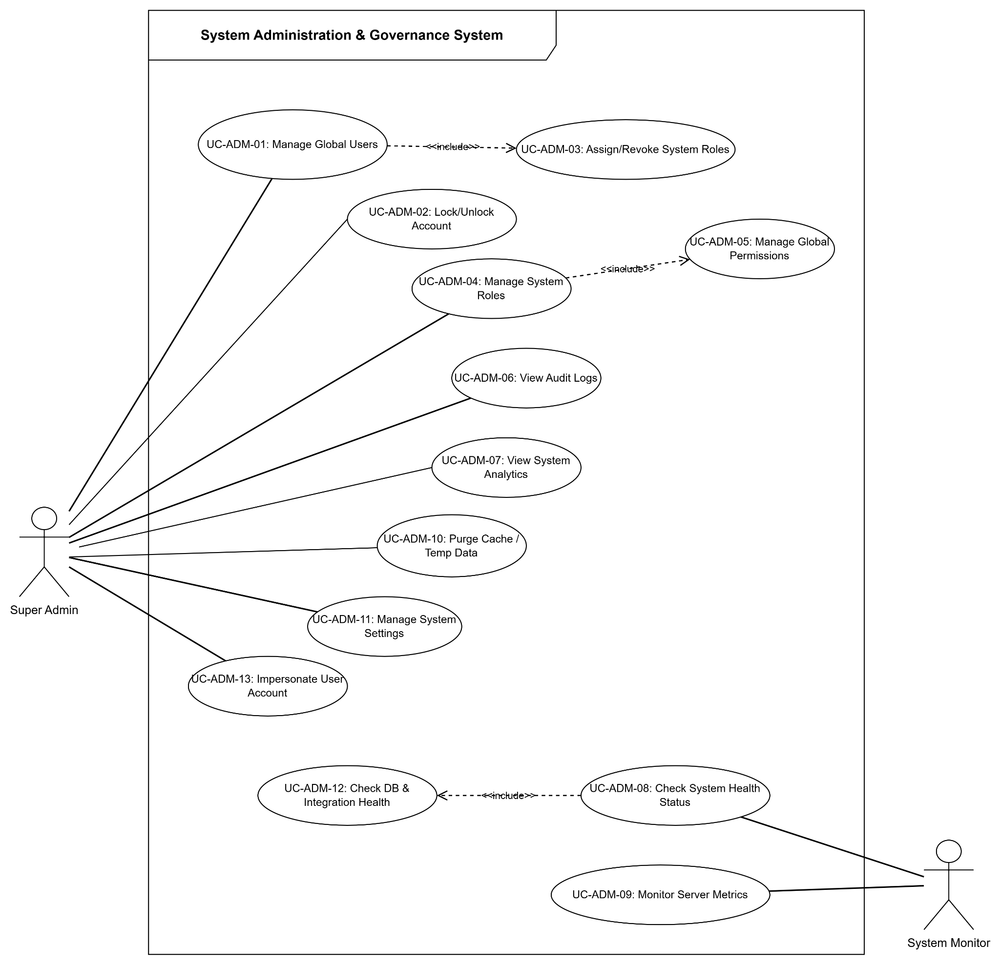 System Administration & Governance System
UC-ADM-01: Manage Global Users
<<include>>
UC-ADM-03: Assign/Revoke System Roles
UC-ADM-02: Lock/Unlock
Account
UC-ADM-05: Manage Global
Permissions
<<include>>
UC-ADM-04: Manage System
Roles
UC-ADM-06: View Audit Logs
UC-ADM-07: View System
Analytics
UC-ADM-10: Purge Cache /
Temp Data
Super Admin
UC-ADM-11: Manage System
Settings
UC-ADM-13: Impersonate User
Account
UC-ADM-12: Check DB &
Integration Health
<<include>>
UC-ADM-08: Check System Health
Status
UC-ADM-09: Monitor Server Metrics
System Monitor